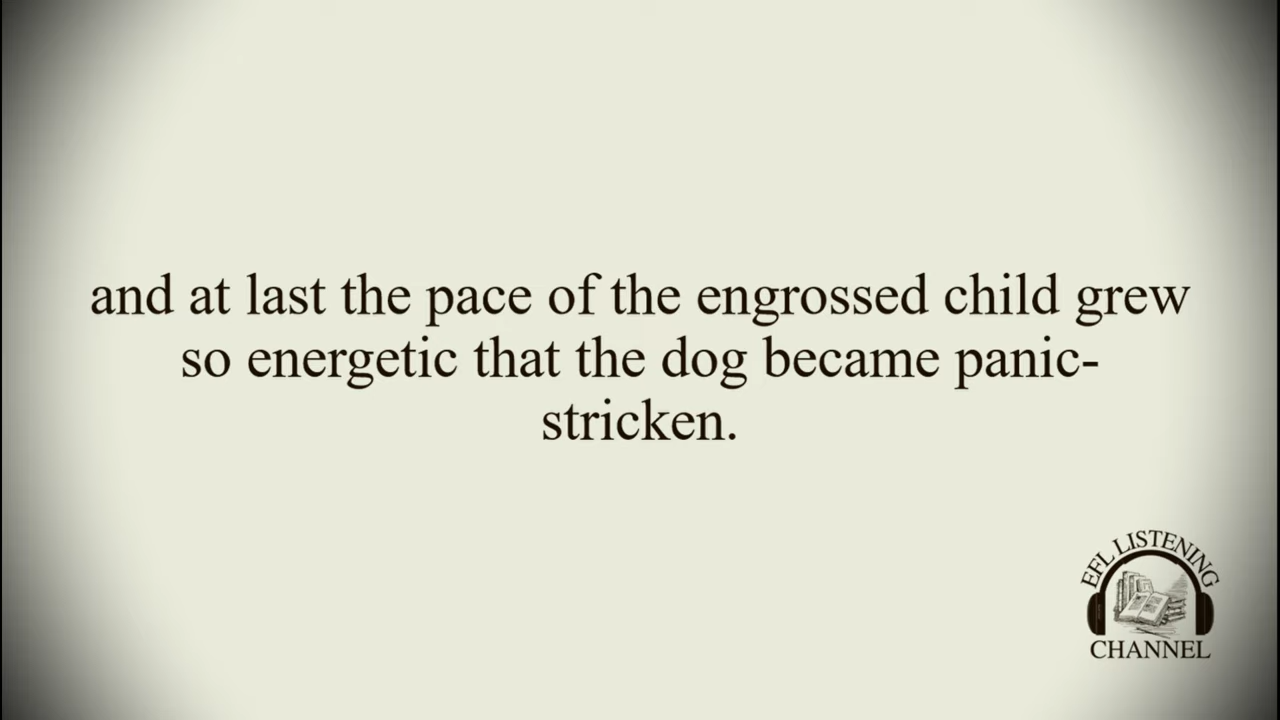 and at last the pace of the engrossed child grew
so energetic that the dog became panic-
stricken.
EFL LISTENING
CHANNEL